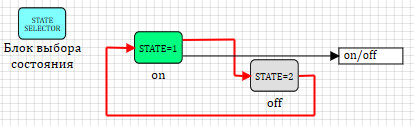 STATE
SELECTOR
Блок выбора
состояния
STATE=1
on
on/off
STATE=2
off